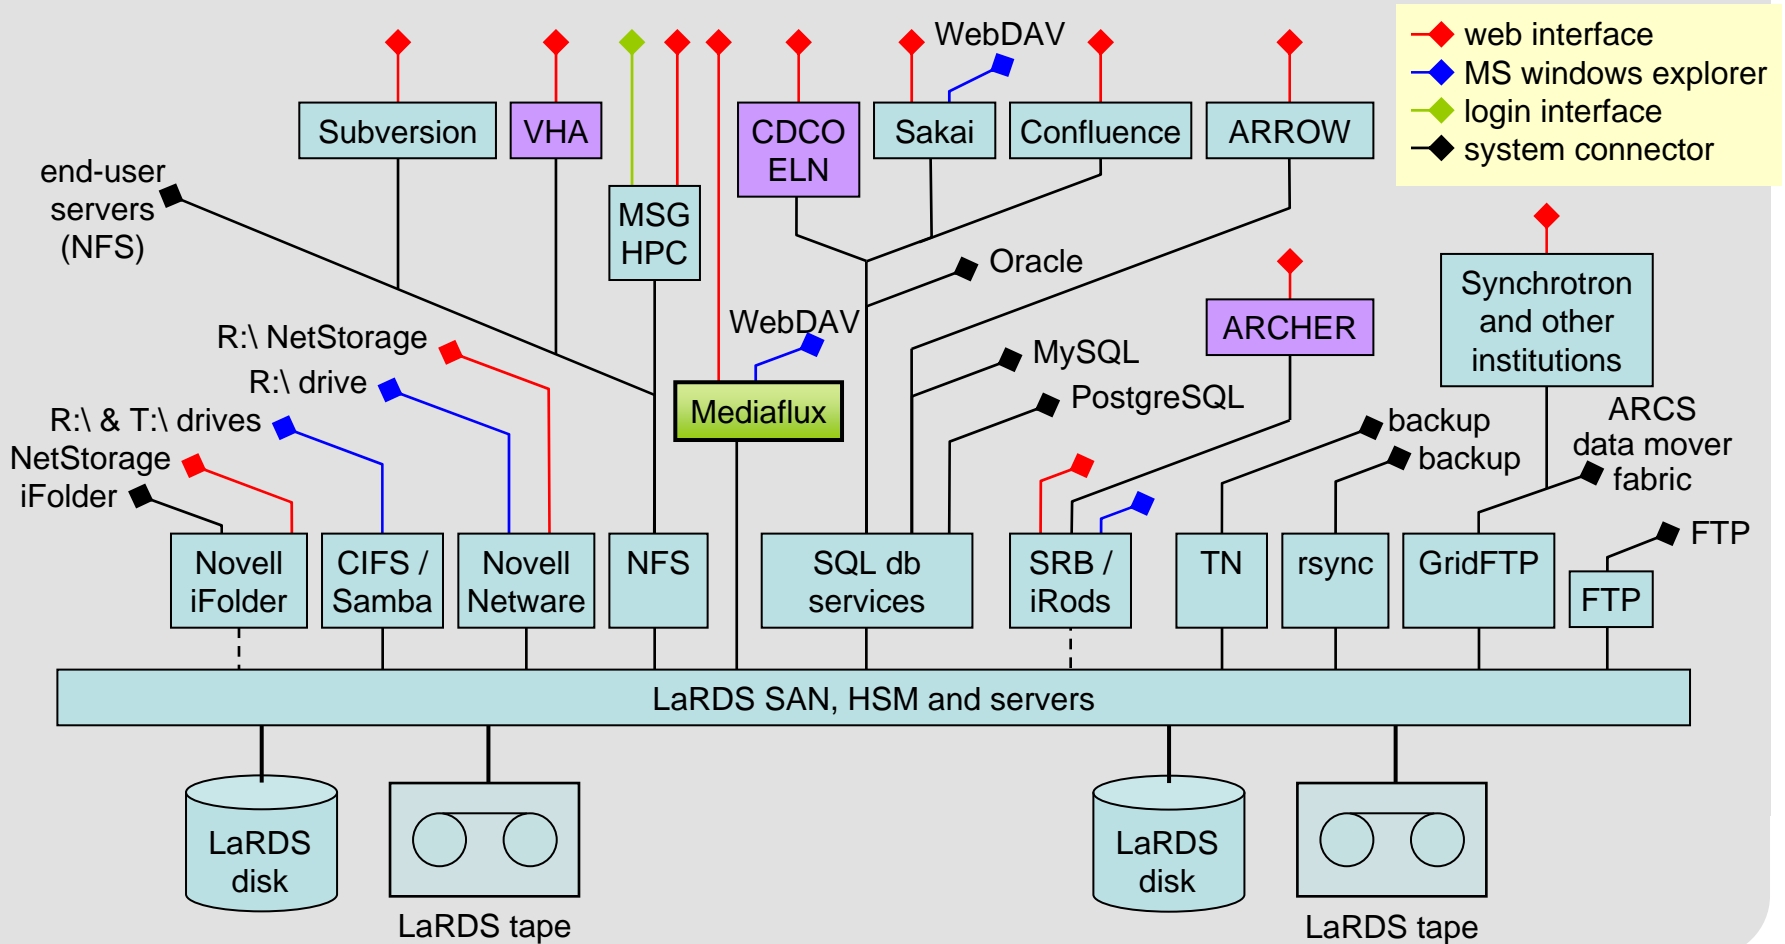 WebDAV
web interface
MS windows explorer
login interface
system connector
Subversion
VHA
CDCO
ELN
Sakai
Confluence
ARROW
end-user
servers
(NFS)
MSG
HPC
Oracle
Synchrotron
and other
institutions
ARCHER
WebDAV
R:\ NetStorage
MySQL
R:\ drive
PostgreSQL
Mediaflux
R:\ & T:\ drives
backup
ARCS
data mover
fabric
NetStorage
backup
iFolder
FTP
Novell
iFolder
CIFS /
Samba
Novell
Netware
NFS
SQL db
services
SRB /
iRods
TN
rsync
GridFTP
FTP
LaRDS SAN, HSM and servers
LaRDS
disk
LaRDS tape
LaRDS
disk
LaRDS tape